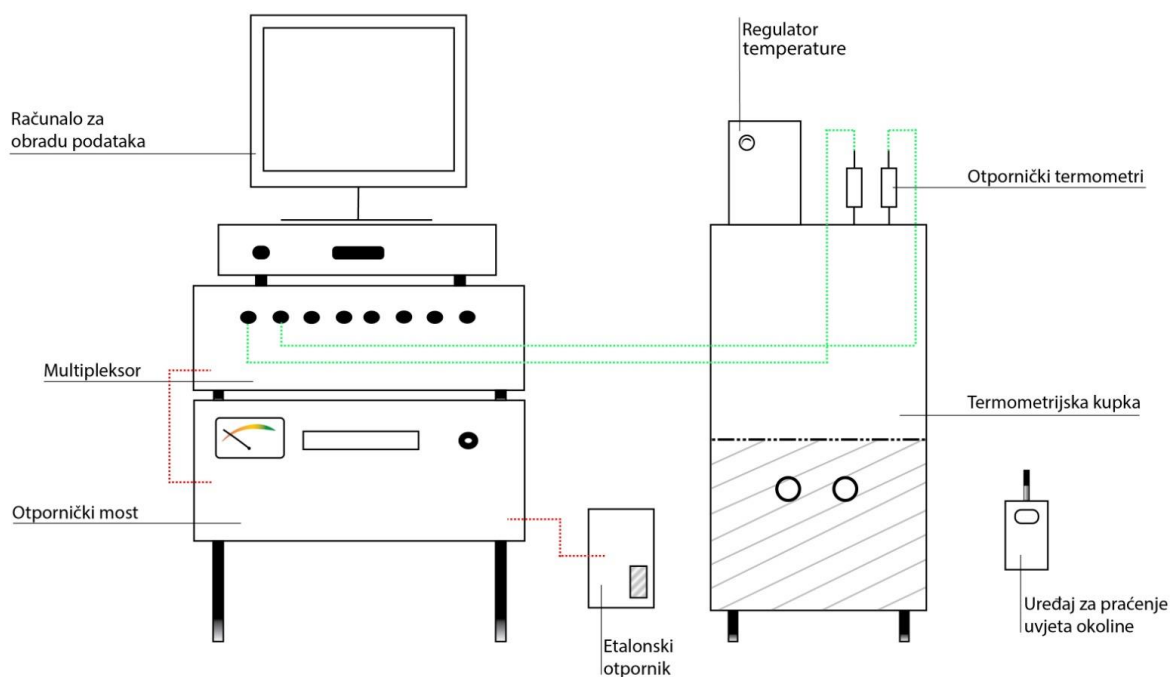 Regulator
temperature
Računalo za
obradu podataka
Otpornički termometri
Multipleksor
Termometrijska kupka
Otpornički most
Uređaj za praćenje
uvjeta okoline
Etalonski
otpornik